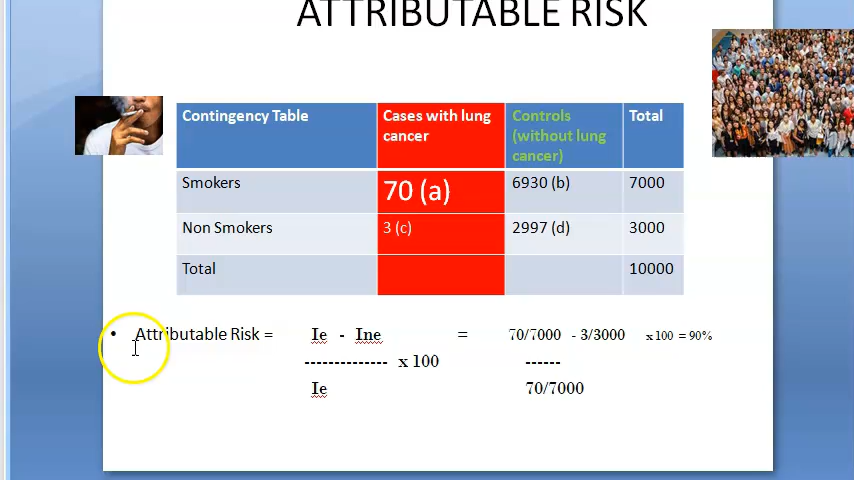 ATTRIBUTABLE RISK
Contingency Table
Cases with lung
cancer
Controls
(without lung
cancer)
Total
Smokers
70 (a)
6930 (b)
7000
Non Smokers
3 (c)
2997 (d)
3000
Total
10000
• Attributable Risk = Ie - Ine = 70/7000 - 3/3000 x 100 = 90%
-------------- x 100 ------
Ie 70/7000